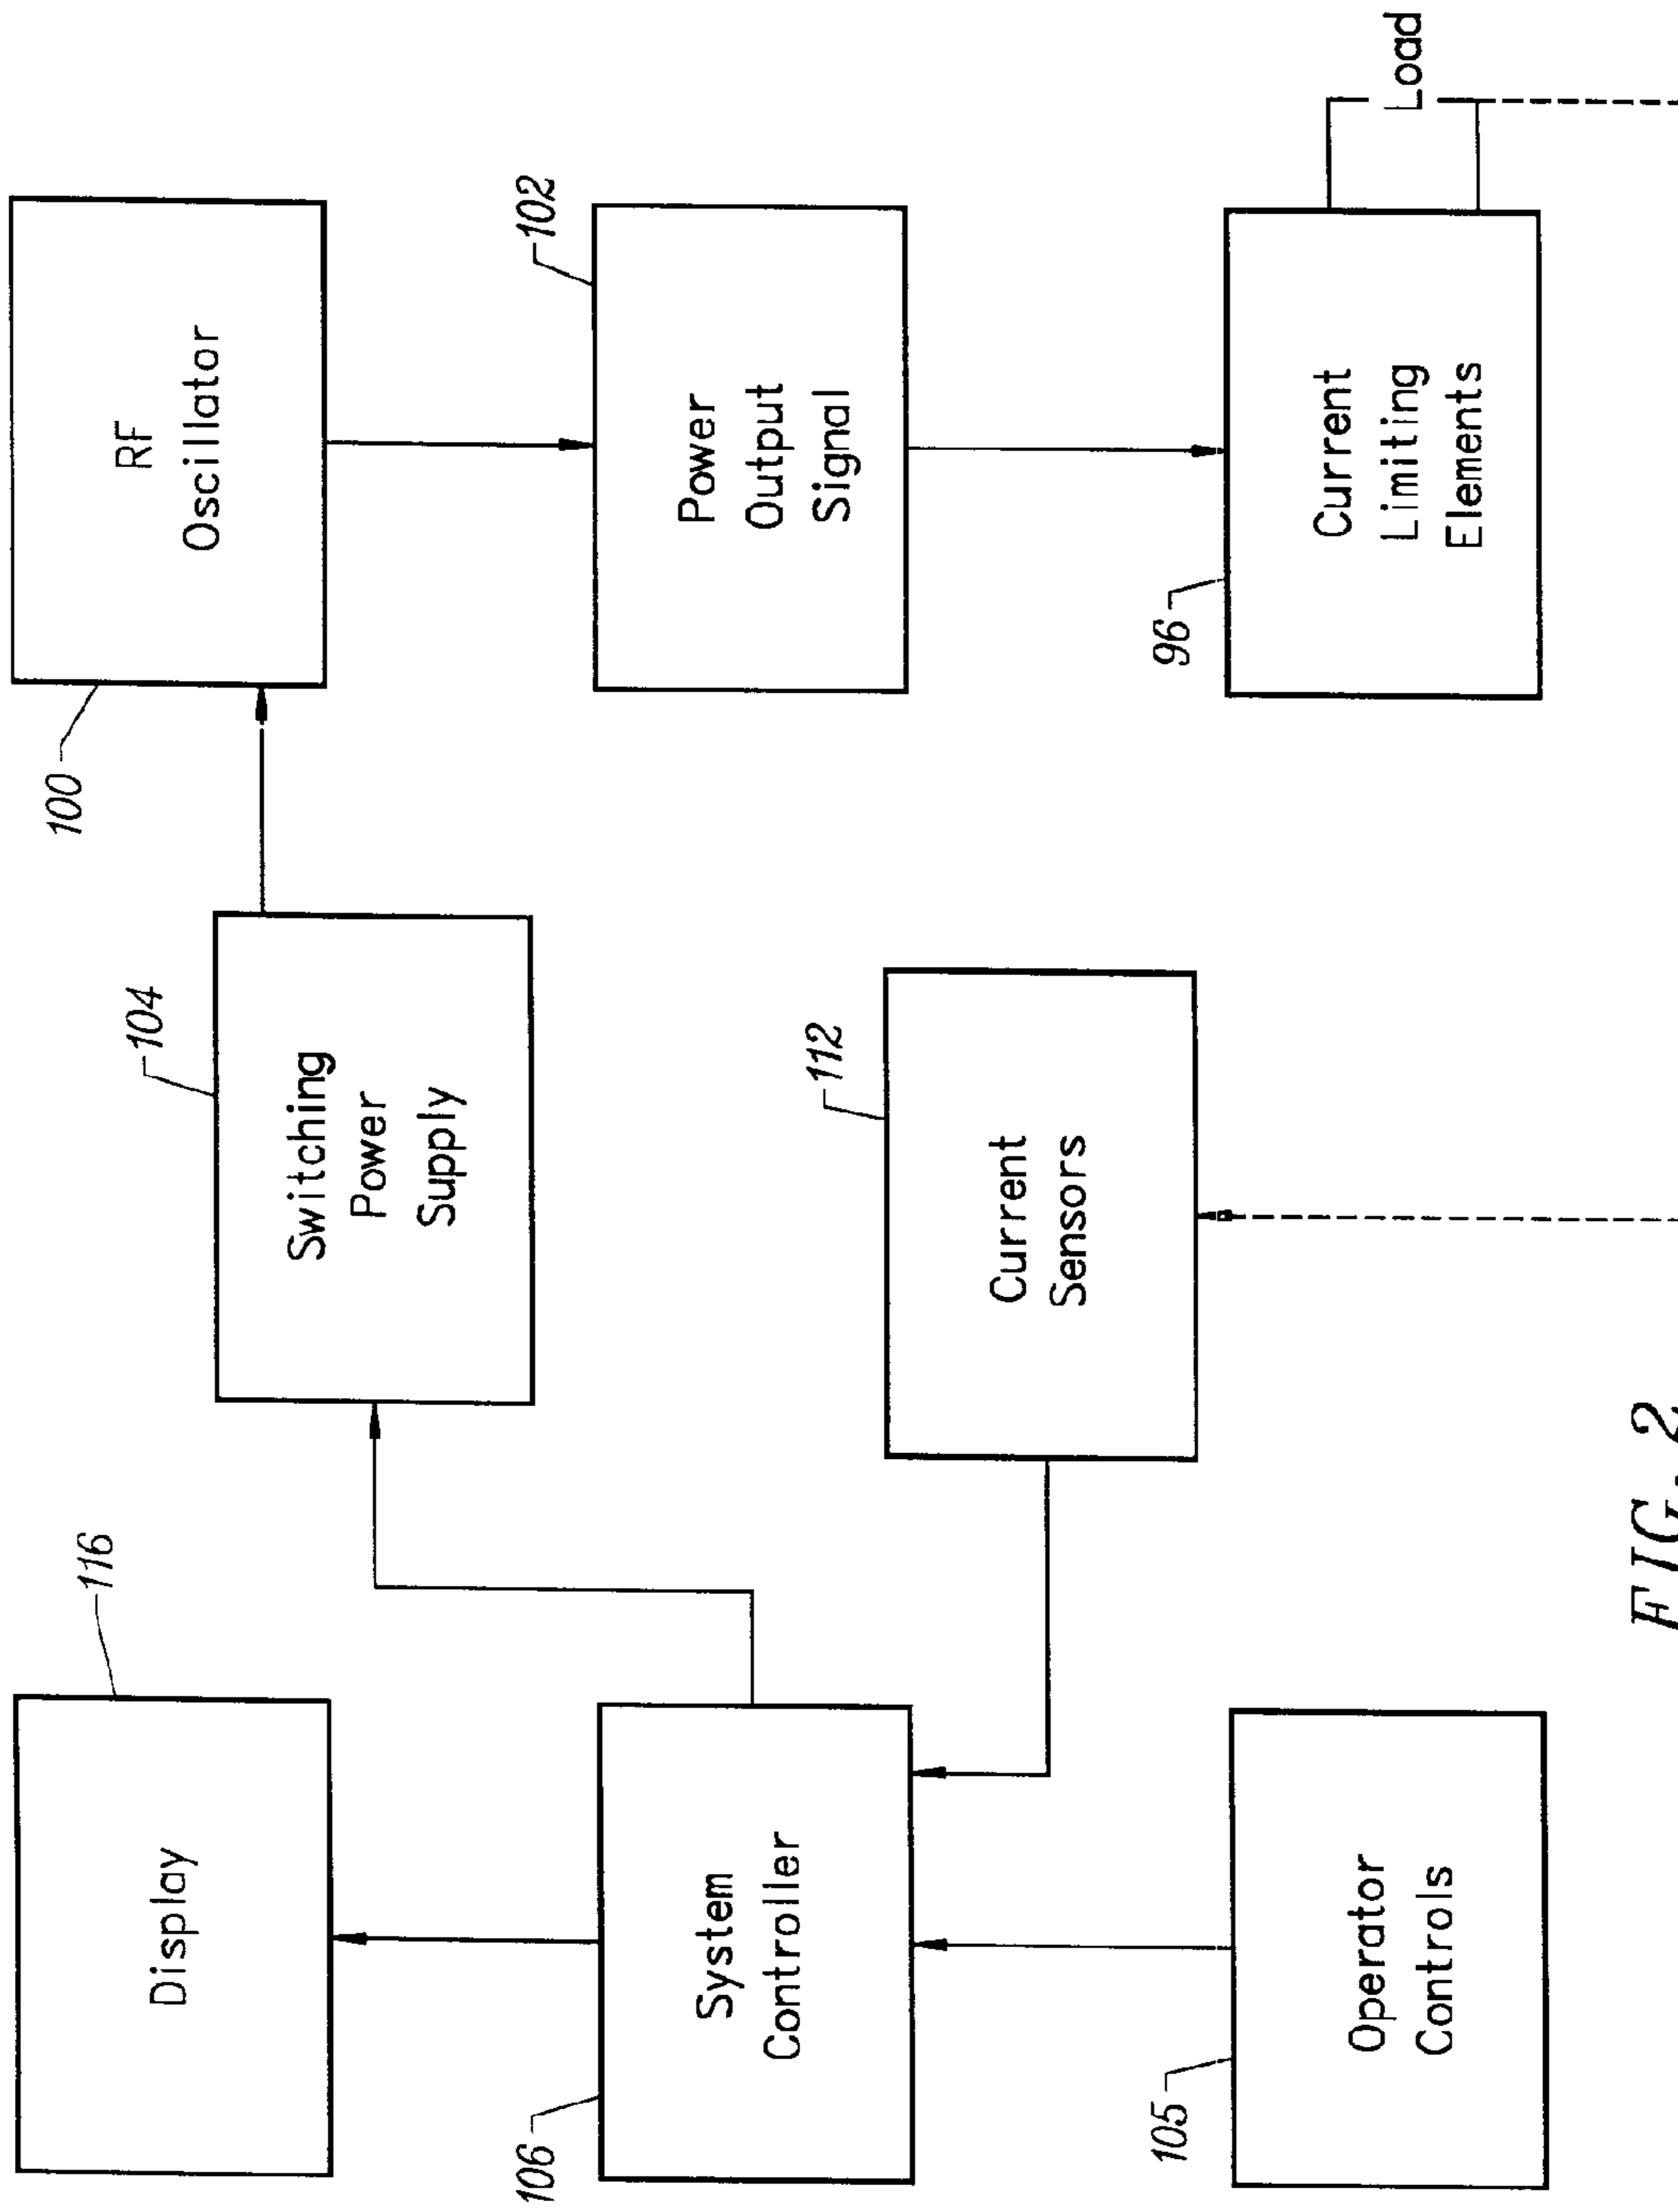 116
Display
100
RF
Oscillator
104
Switching
Power
Supply
106
System
Controller
102
Power
Output
Signal
112
Current
Sensors
105
Operator
Controls
96
Current
Limiting
Elements
Load
FIG. 2